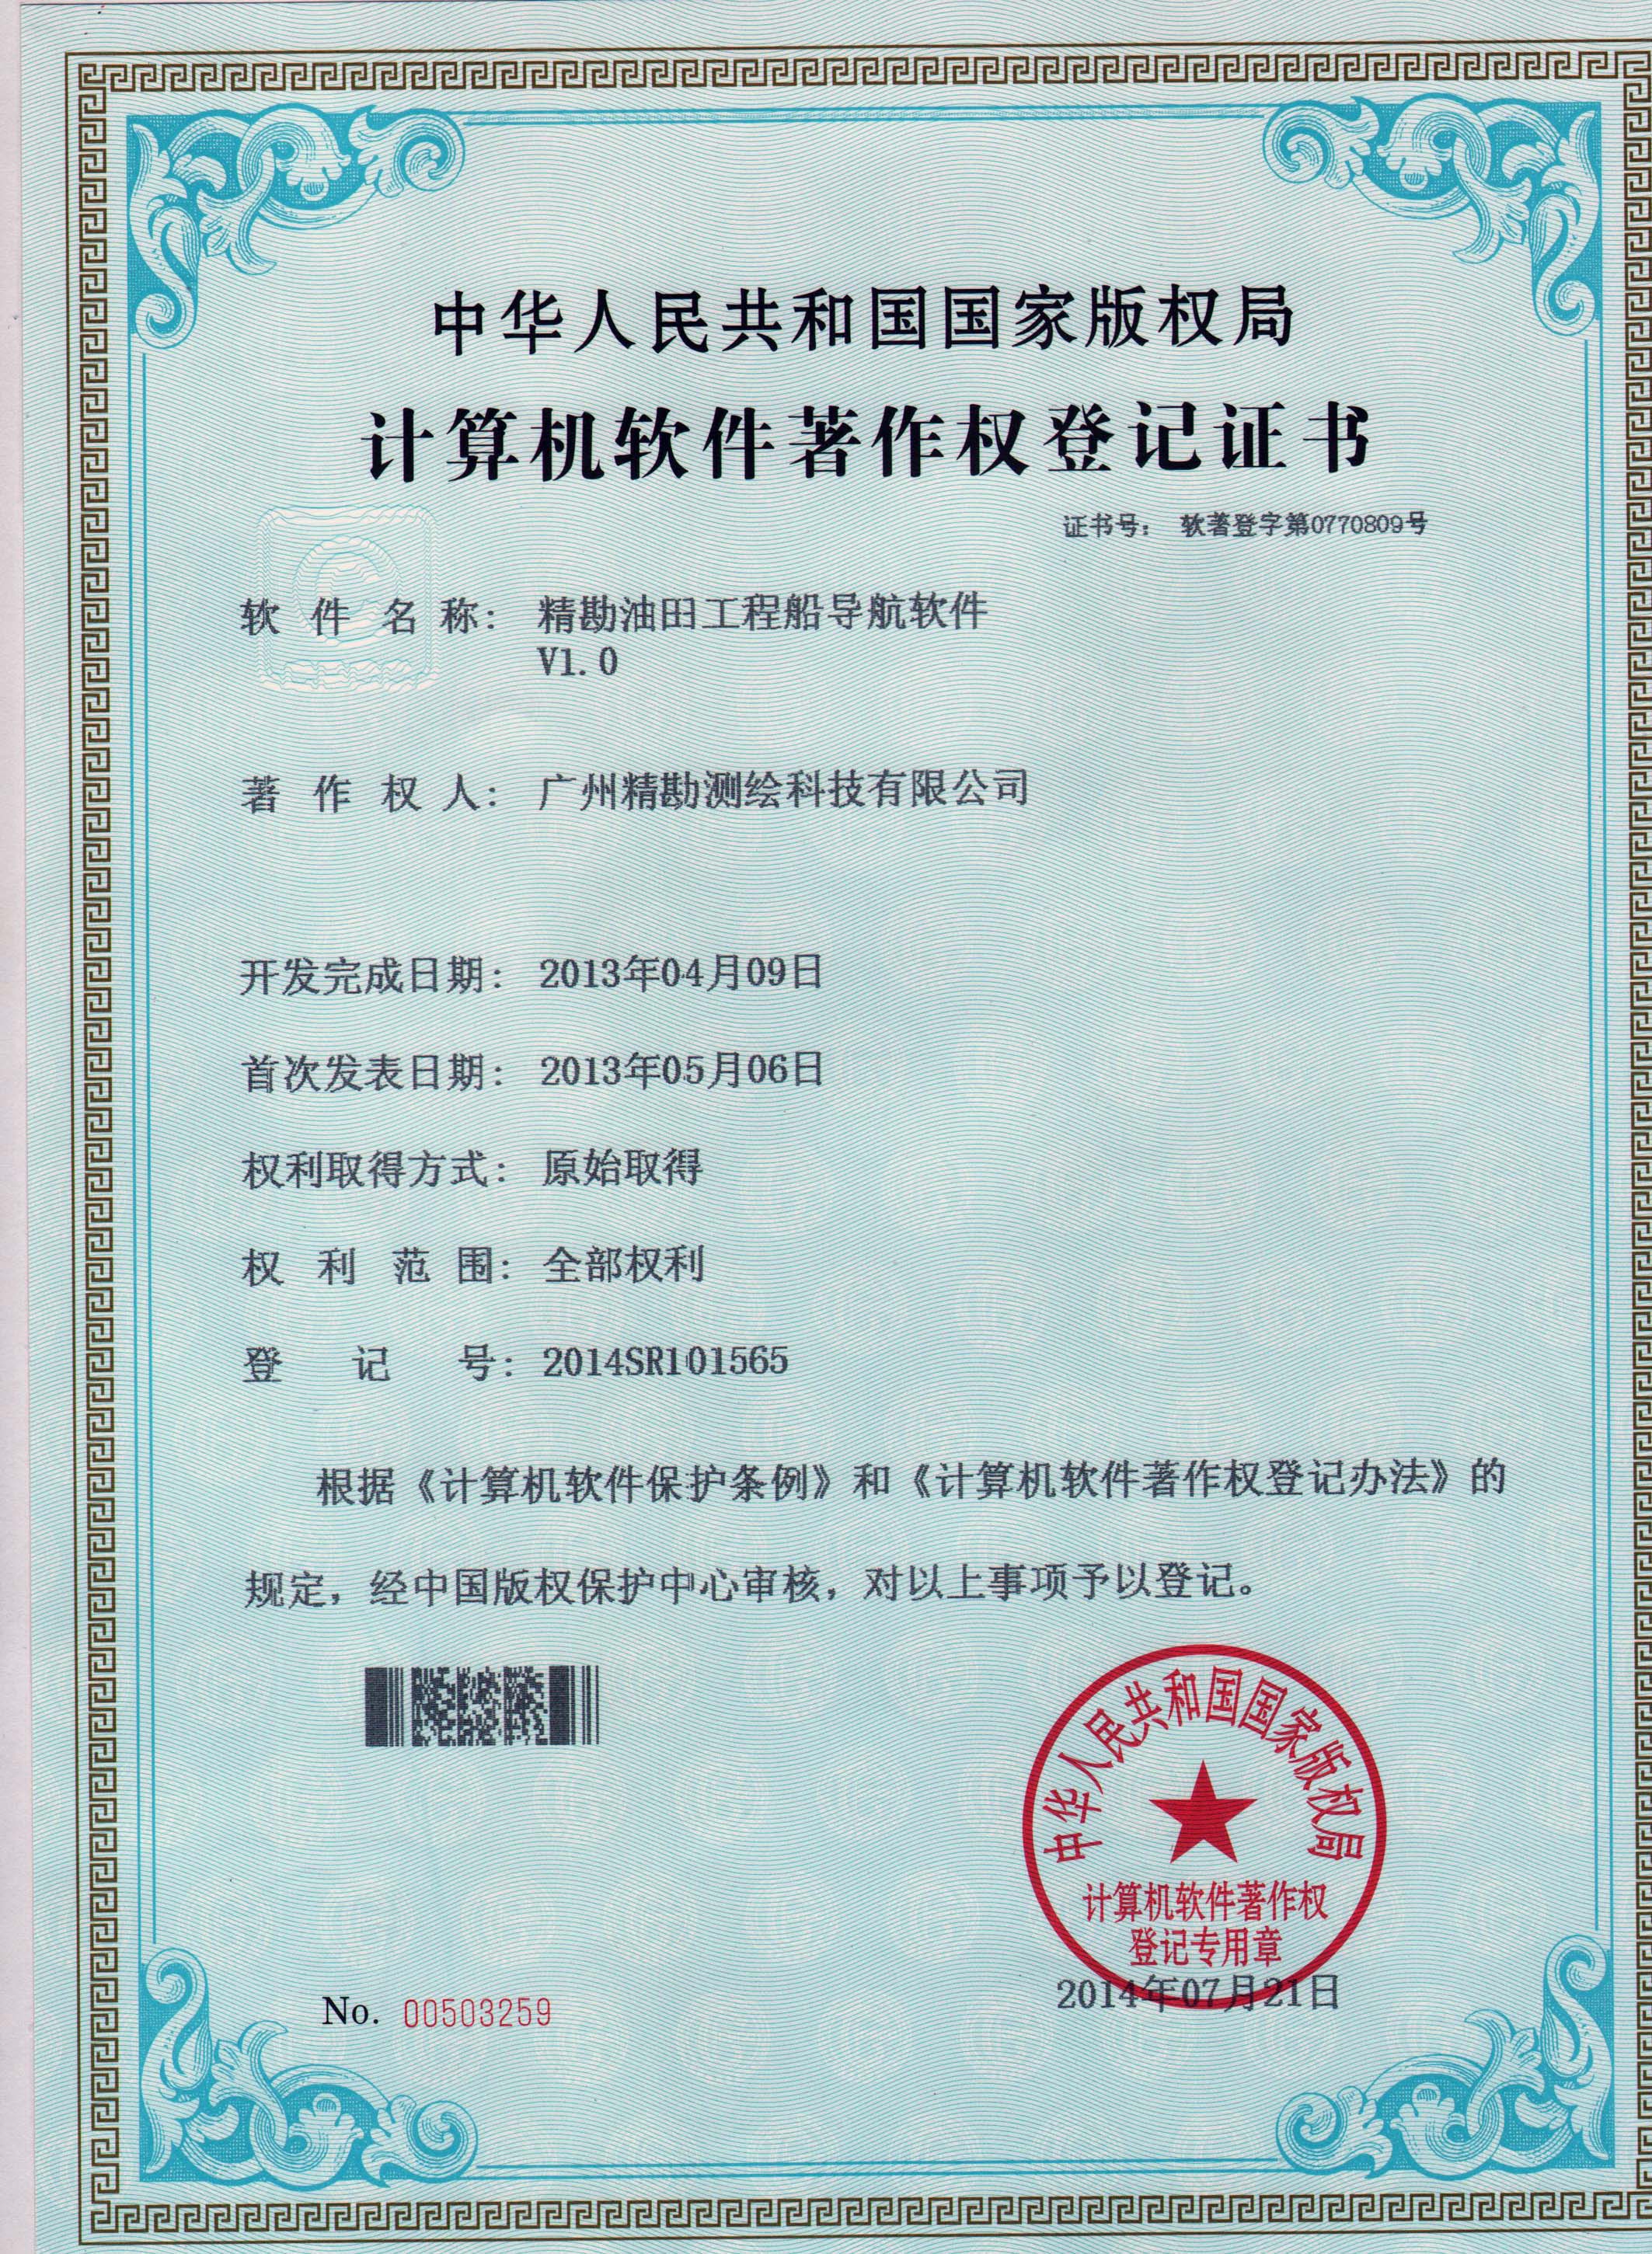 中华人民共和国国家版权局
计算机软件著作权登记证书
证书号： 软著登字第0770809号
软件名称： 精勘油田工程船导航软件
V1.0
著作权人： 广州精勘测绘科技有限公司
开发完成日期： 2013年04月09日
首次发表日期： 2013年05月06日
权利取得方式： 原始取得
权利范围： 全部权利
登记号： 2014SR101565
根据《计算机软件保护条例》和《计算机软件著作权登记办法》的
规定，经中国版权保护中心审核，对以上事项予以登记。
中华人民共和国国家版权局
计算机软件著作权
登记专用章
2014年07月21日
No. 00503259